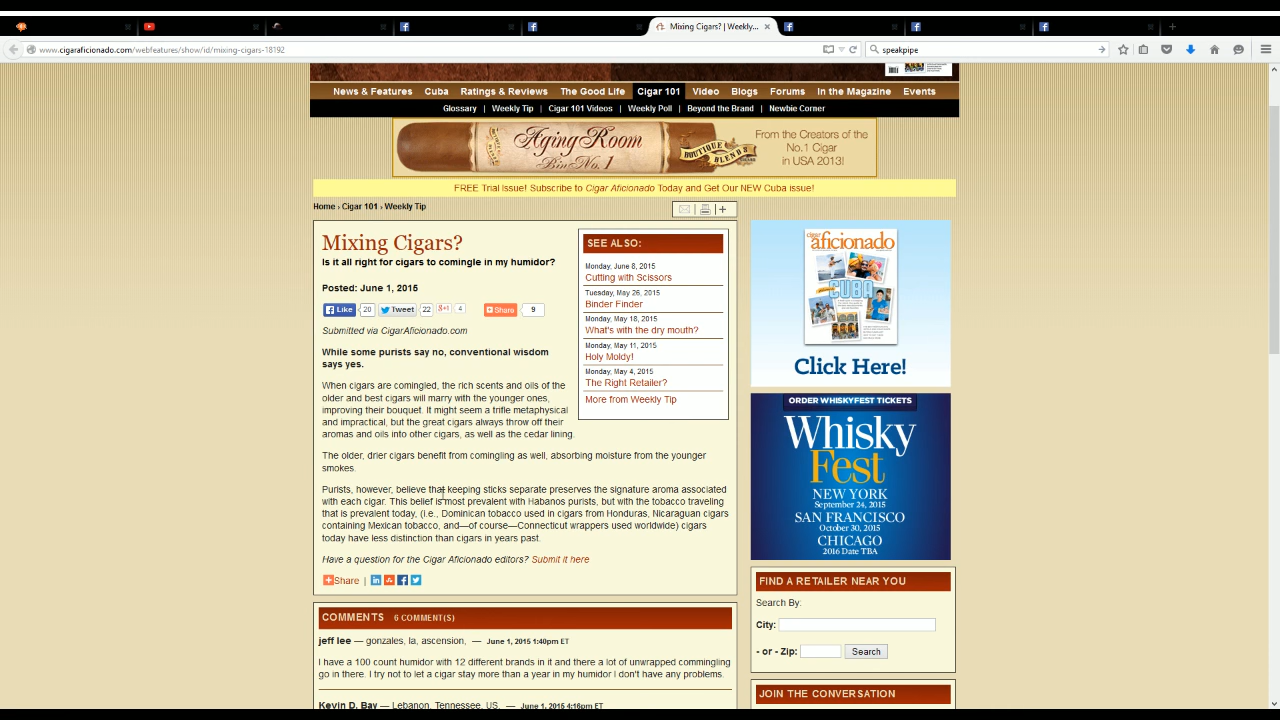 Mixing Cigars? | Weekly...
www.cigaraficionado.com/webfeatures/show/id/mixing-cigars-18192
speakpipe
News & Features Cuba Ratings & Reviews The Good Life Cigar 101 Video Blogs Forums In the Magazine Events
Glossary | Weekly Tip | Cigar 101 Videos | Weekly Poll | Beyond the Brand | Newbie Corner
Aging Room
Bin No. 1
BOUTIQUE BLENDS
From the Creators of the
No.1 Cigar
in USA 2013!
FREE Trial Issue! Subscribe to Cigar Aficionado Today and Get Our NEW Cuba issue!
Home › Cigar 101 › Weekly Tip
Mixing Cigars?
Is it all right for cigars to comingle in my humidor?
Posted: June 1, 2015
Like 20 Tweet 22 g+1 4 Share 9
Submitted via CigarAficionado.com
While some purists say no, conventional wisdom
says yes.
When cigars are comingled, the rich scents and oils of the
older and best cigars will marry with the younger ones,
improving their bouquet. It might seem a trifle metaphysical
and impractical, but the great cigars always throw off their
aromas and oils into other cigars, as well as the cedar lining.
The older, drier cigars benefit from comingling as well, absorbing moisture from the younger
smokes.
Purists, however, believe that keeping sticks separate preserves the signature aroma associated
with each cigar. This belief is most prevalent with Habanos purists, but with the tobacco traveling
that is prevalent today, (i.e., Dominican tobacco used in cigars from Honduras, Nicaraguan cigars
containing Mexican tobacco, and—of course—Connecticut wrappers used worldwide) cigars
today have less distinction than cigars in years past.
Have a question for the Cigar Aficionado editors? Submit it here
Share |
SEE ALSO:
Monday, June 8, 2015
Cutting with Scissors
Tuesday, May 26, 2015
Binder Finder
Monday, May 18, 2015
What's with the dry mouth?
Monday, May 11, 2015
Holy Moldy!
Monday, May 4, 2015
The Right Retailer?
More from Weekly Tip
COMMENTS 6 COMMENT(S)
jeff lee — gonzales, la, ascension, — June 1, 2015 1:40pm ET
I have a 100 count humidor with 12 different brands in it and there a lot of unwrapped commingling
go in there. I try not to let a cigar stay more than a year in my humidor I don't have any problems.
Kevin D. Bay — Lebanon, Tennessee, US, — June 1, 2015 4:16pm ET
cigar
aficionado
CUBA
Click Here!
ORDER WHISKYFEST TICKETS
Whisky
Fest
NEW YORK
September 24, 2015
SAN FRANCISCO
October 30, 2015
CHICAGO
2016 Date TBA
FIND A RETAILER NEAR YOU
Search By:
City:
- or - Zip: Search
JOIN THE CONVERSATION